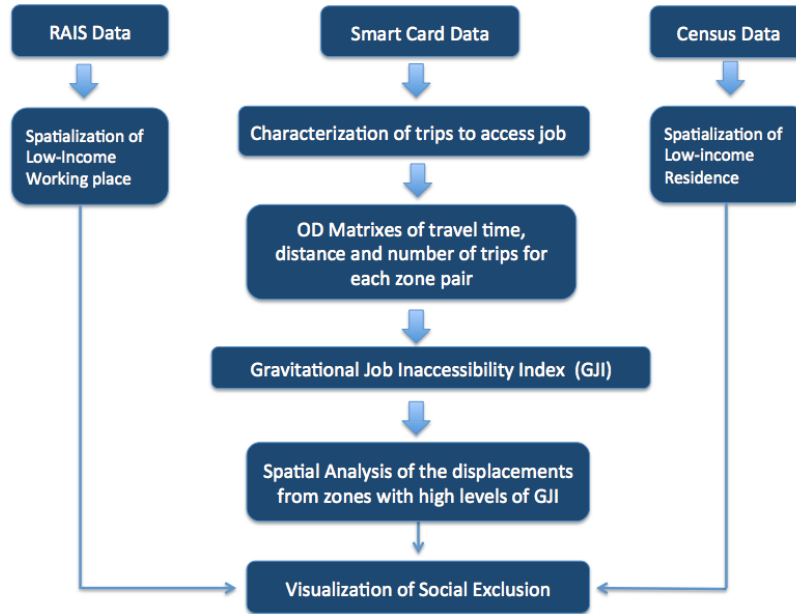 RAIS Data
Smart Card Data
Census Data
Spatialization of
Low-Income
Working place
Characterization of trips to access job
Spatialization of
Low-income
Residence
OD Matrixes of travel time,
distance and number of trips for
each zone pair
Gravitational Job Inaccessibility Index (GJI)
Spatial Analysis of the displacements
from zones with high levels of GJI
Visualization of Social Exclusion